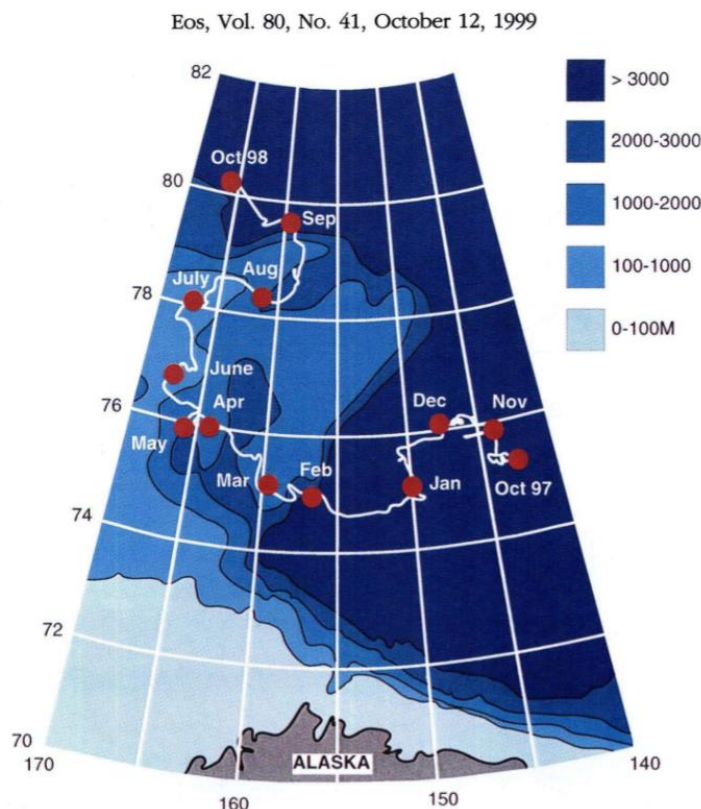 Eos, Vol. 80, No. 41, October 12, 1999
82
> 3000
2000-3000
Oct 98
80
1000-2000
Sep
100-1000
July
Aug
78
0-100M
June
76
Apr
Dec
Nov
May
Mar
Feb
Jan
Oct 97
74
72
70
170
ALASKA
140
160
150